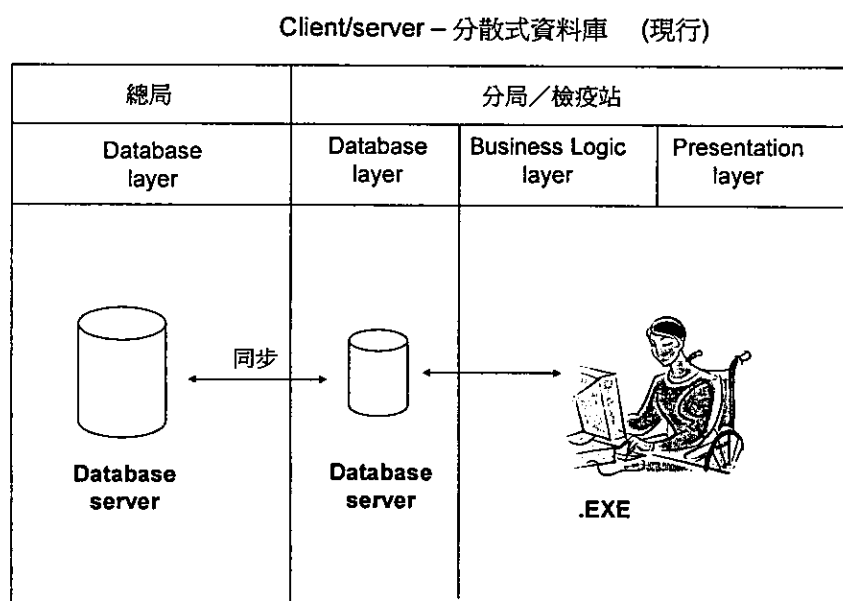 Client/server – 分散式資料庫 (現行)
總局
分局／檢疫站
Database
layer
Database
layer
Business Logic
layer
Presentation
layer
同步
Database
server
Database
server
.EXE